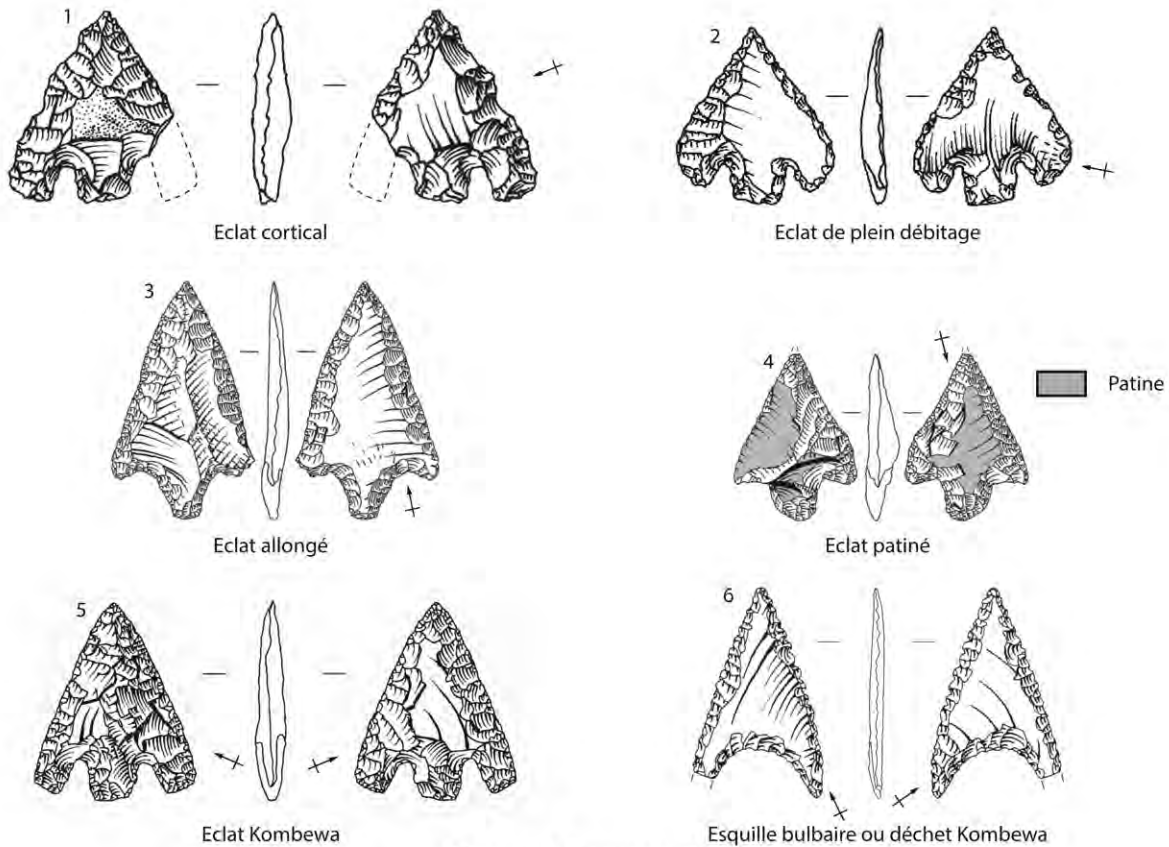 1
2
Eclat cortical
Eclat de plein débitage
3
4
Patine
Eclat allongé
Eclat patiné
5
6
Eclat Kombewa
Esquille bulbaire ou déchet Kombewa